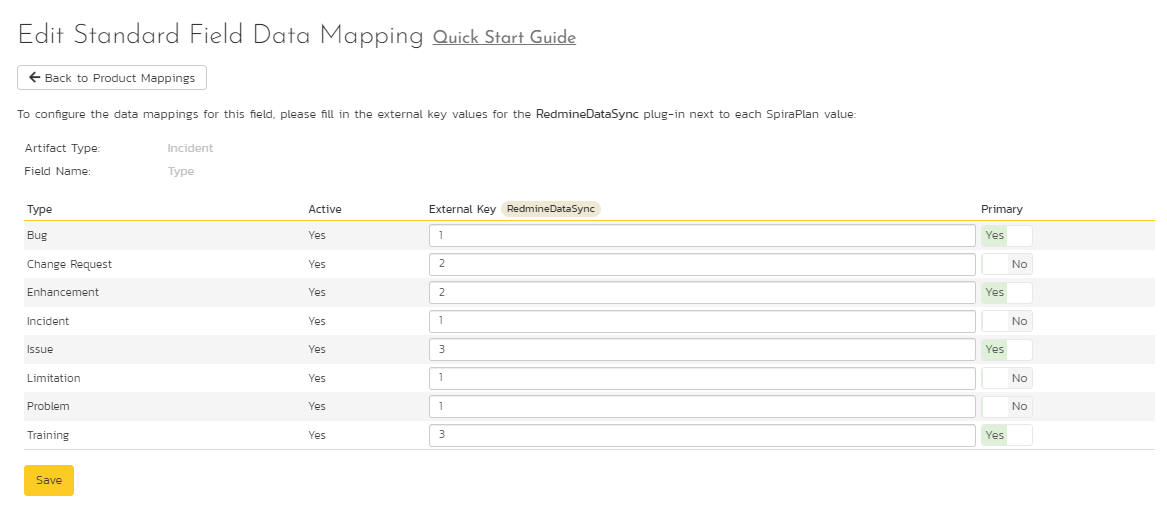 Edit Standard Field Data Mapping Quick Start Guide
Back to Product Mappings
To configure the data mappings for this field, please fill in the external key values for the RedmineDataSync plug-in next to each SpiraPlan value:
Artifact Type: Incident
Field Name: Type
Type Active External Key RedmineDataSync Primary
Bug Yes 1 Yes
Change Request Yes 2 No
Enhancement Yes 2 Yes
Incident Yes 1 No
Issue Yes 3 Yes
Limitation Yes 1 No
Problem Yes 1 No
Training Yes 3 Yes
Save